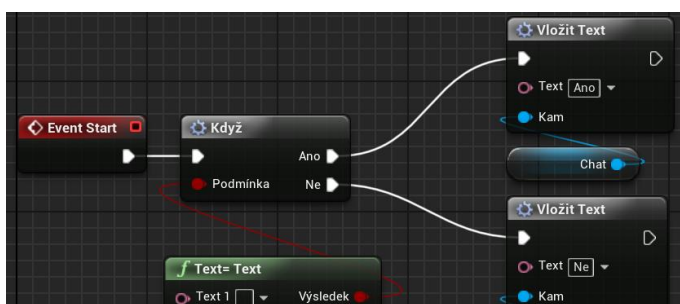 Vložit Text
Text Ano
Kam
Event Start
Když
Ano
Podmínka Ne
Chat
Vložit Text
Text Ne
Kam
Text= Text
Text 1 Výsledek